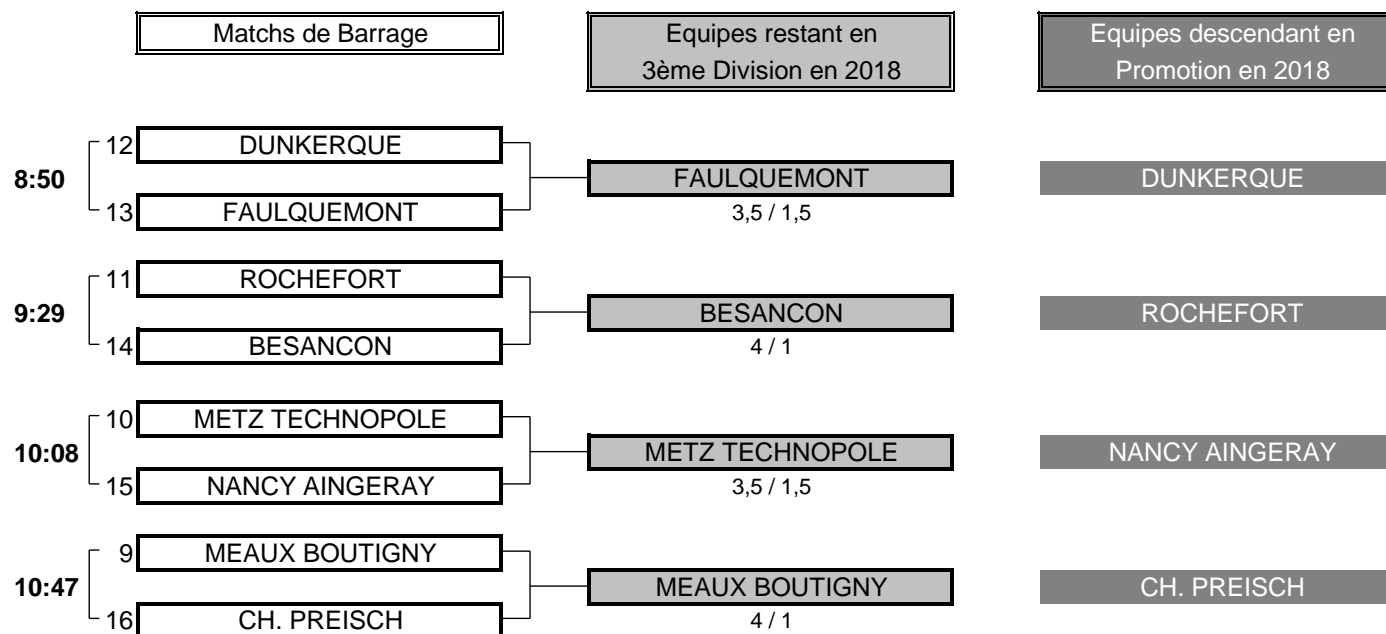 Matchs de Barrage
Equipes restant en
3ème Division en 2018
Equipes descendant en
Promotion en 2018
12 DUNKERQUE
8:50 FAULQUEMONT DUNKERQUE
13 FAULQUEMONT 3,5 / 1,5
11 ROCHEFORT
9:29 BESANCON ROCHEFORT
14 BESANCON 4 / 1
10 METZ TECHNOPOLE
10:08 METZ TECHNOPOLE NANCY AINGERAY
15 NANCY AINGERAY 3,5 / 1,5
9 MEAUX BOUTIGNY
10:47 MEAUX BOUTIGNY CH. PREISCH
16 CH. PREISCH 4 / 1